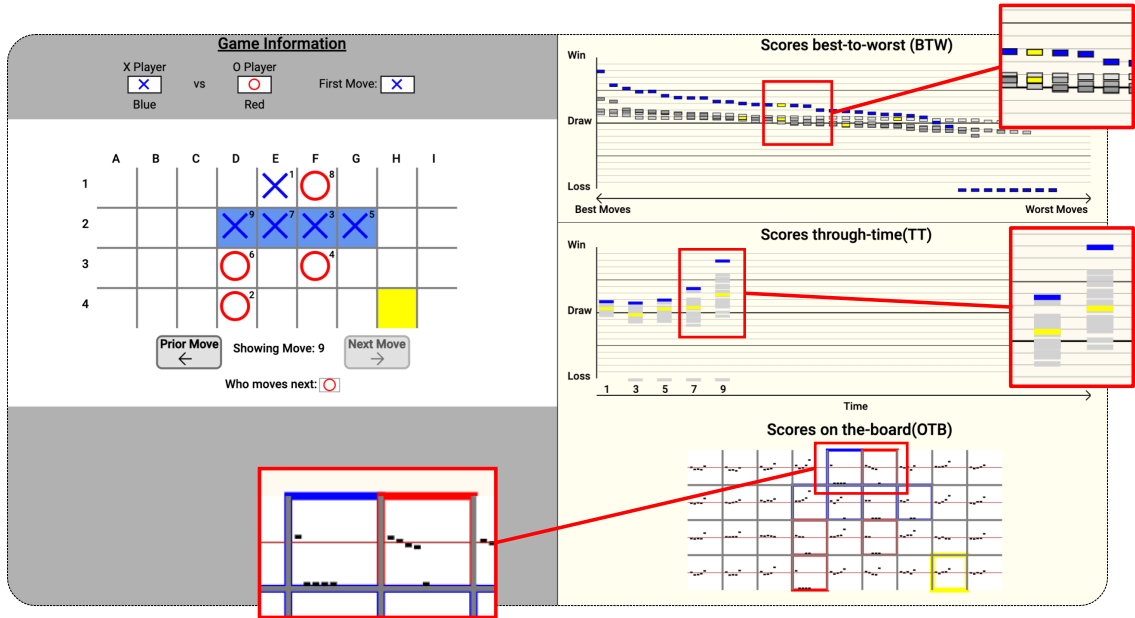 Game Information
X Player vs O Player First Move:
Blue Red
A B C D E F G H I
1 1 8
2 9 7 3 5
3 6 4
4 2
Prior Move Showing Move: 9 Next Move
Who moves next:
Scores best-to-worst (BTW)
Win
Draw
Loss
Best Moves Worst Moves
Scores through-time(TT)
Win
Draw
Loss
1 3 5 7 9
Time
Scores on the-board(OTB)